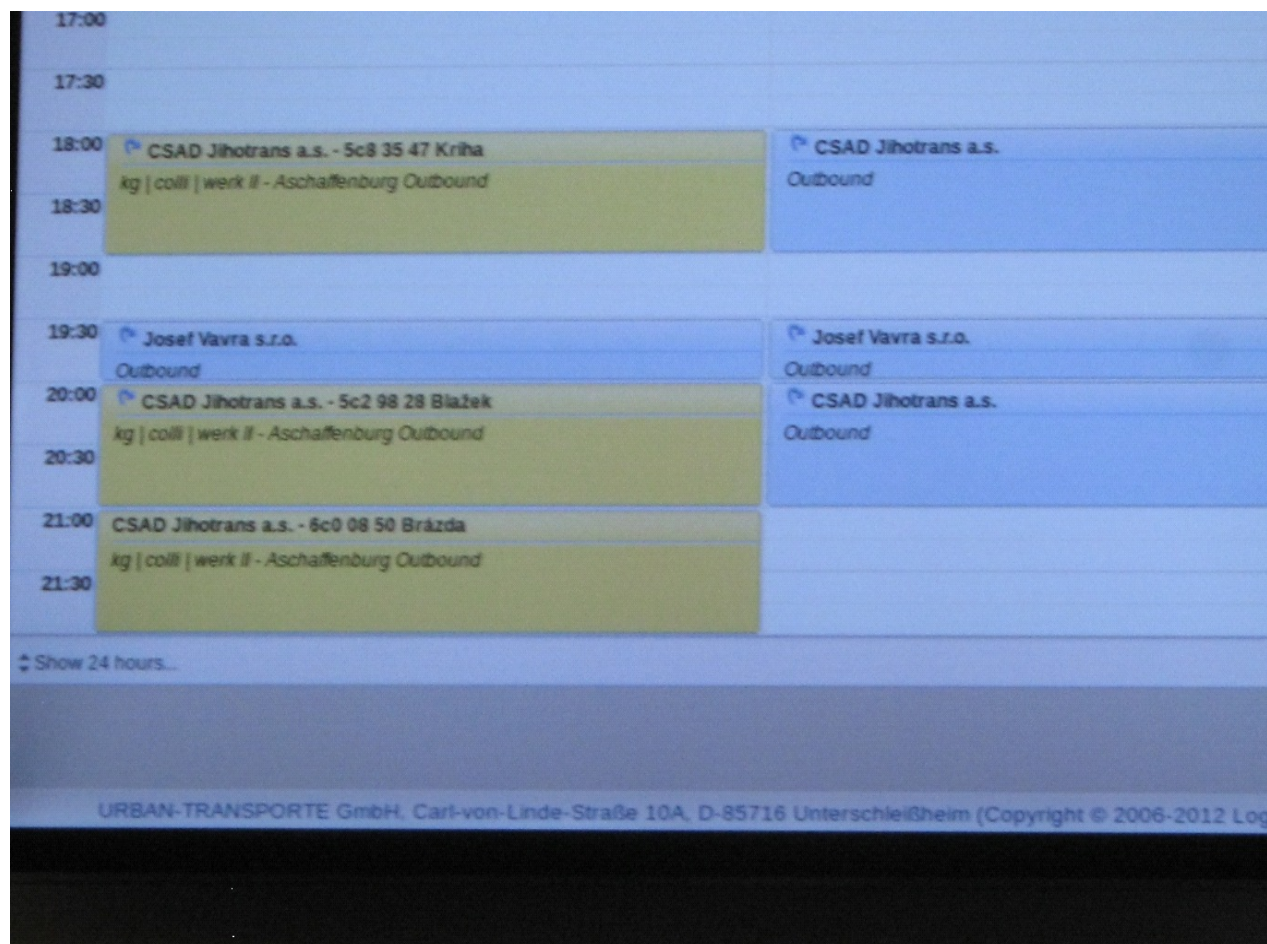 17:00
17:30
18:00
CSAD Jihotrans a.s. - 5c8 35 47 Kriha
kg | colli | werk II - Aschaffenburg Outbound
CSAD Jihotrans a.s.
Outbound
18:30
19:00
19:30
Josef Vavra s.r.o.
Outbound
Josef Vavra s.r.o.
Outbound
20:00
CSAD Jihotrans a.s. - 5c2 98 28 Blažek
kg | colli | werk II - Aschaffenburg Outbound
CSAD Jihotrans a.s.
Outbound
20:30
21:00
CSAD Jihotrans a.s. - 6c0 08 50 Brázda
kg | colli | werk II - Aschaffenburg Outbound
21:30
Show 24 hours...
URBAN-TRANSPORTE GmbH, Carl-von-Linde-Straße 10A, D-85716 Unterschleißheim (Copyright © 2006-2012 Log